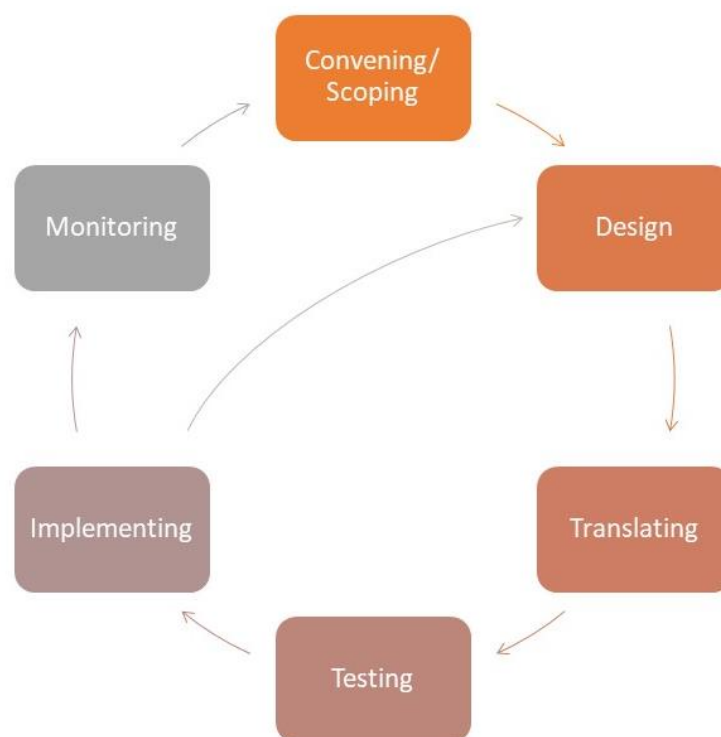 Convening/
Scoping
Design
Translating
Testing
Implementing
Monitoring